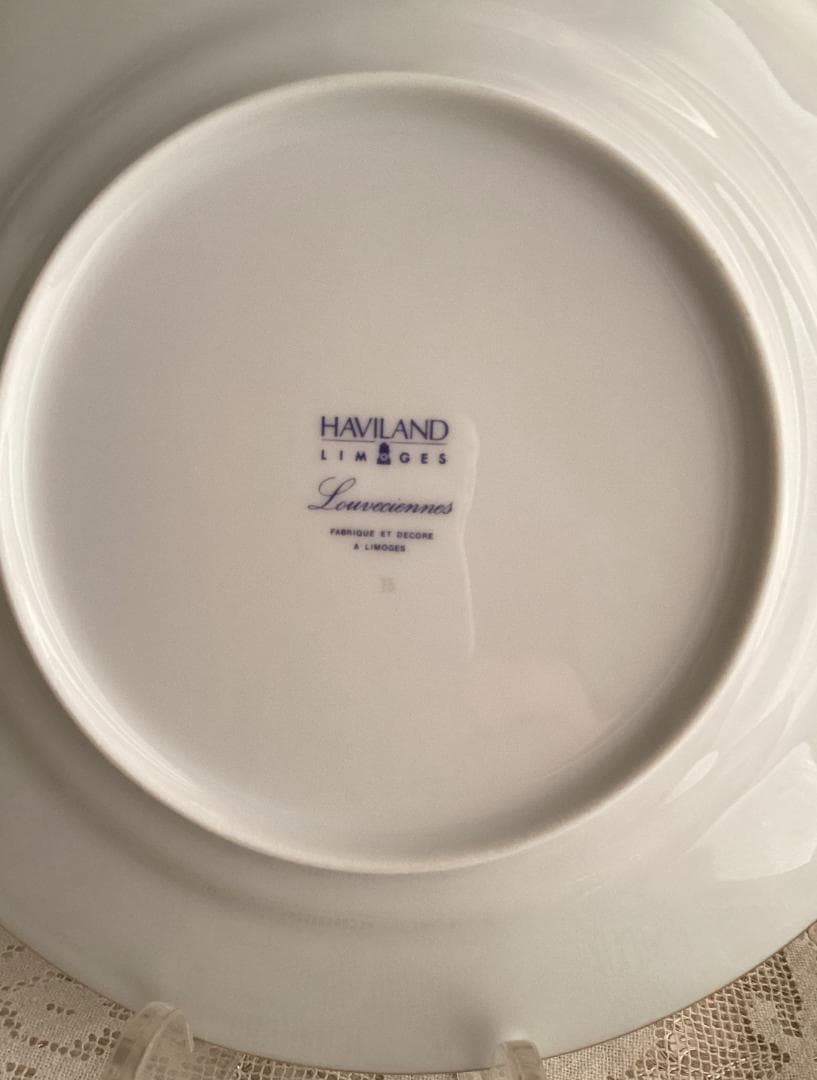 HAVILAND
LIMOGES
Louveciennes
FABRIQUE ET DECORE
A LIMOGES